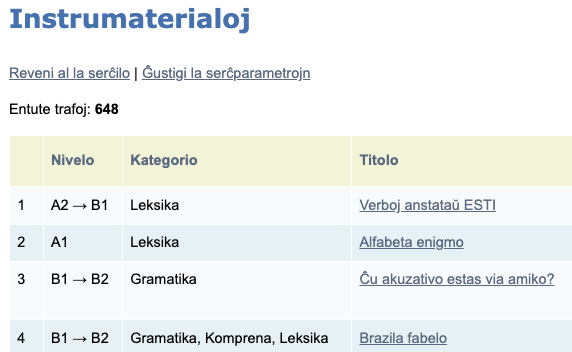 Instrumaterialoj
Reveni al la serĉilo | Ĝustigi la serĉparametrojn
Entute trafoj: 648
Nivelo Kategorio Titolo
1 A2 → B1 Leksika Verboj anstataŭ ESTI
2 A1 Leksika Alfabeta enigmo
3 B1 → B2 Gramatika Ĉu akuzativo estas via amiko?
4 B1 → B2 Gramatika, Komprena, Leksika Brazila fabelo